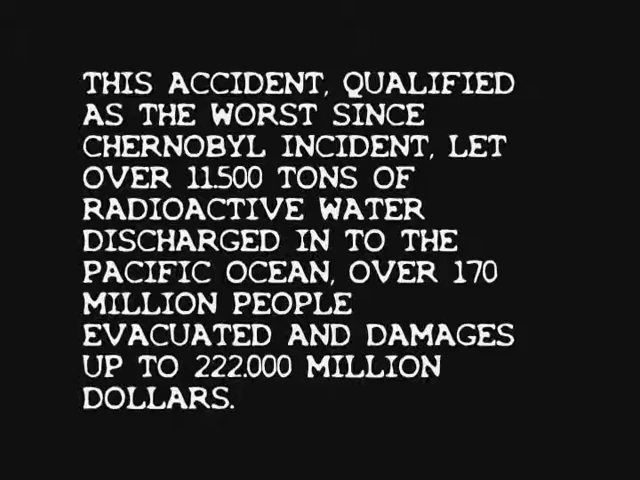 THIS ACCIDENT, QUALIFIED
AS THE WORST SINCE
CHERNOBYL INCIDENT, LET
OVER 11.500 TONS OF
RADIOACTIVE WATER
DISCHARGED IN TO THE
PACIFIC OCEAN, OVER 170
MILLION PEOPLE
EVACUATED AND DAMAGES
UP TO 222.000 MILLION
DOLLARS.